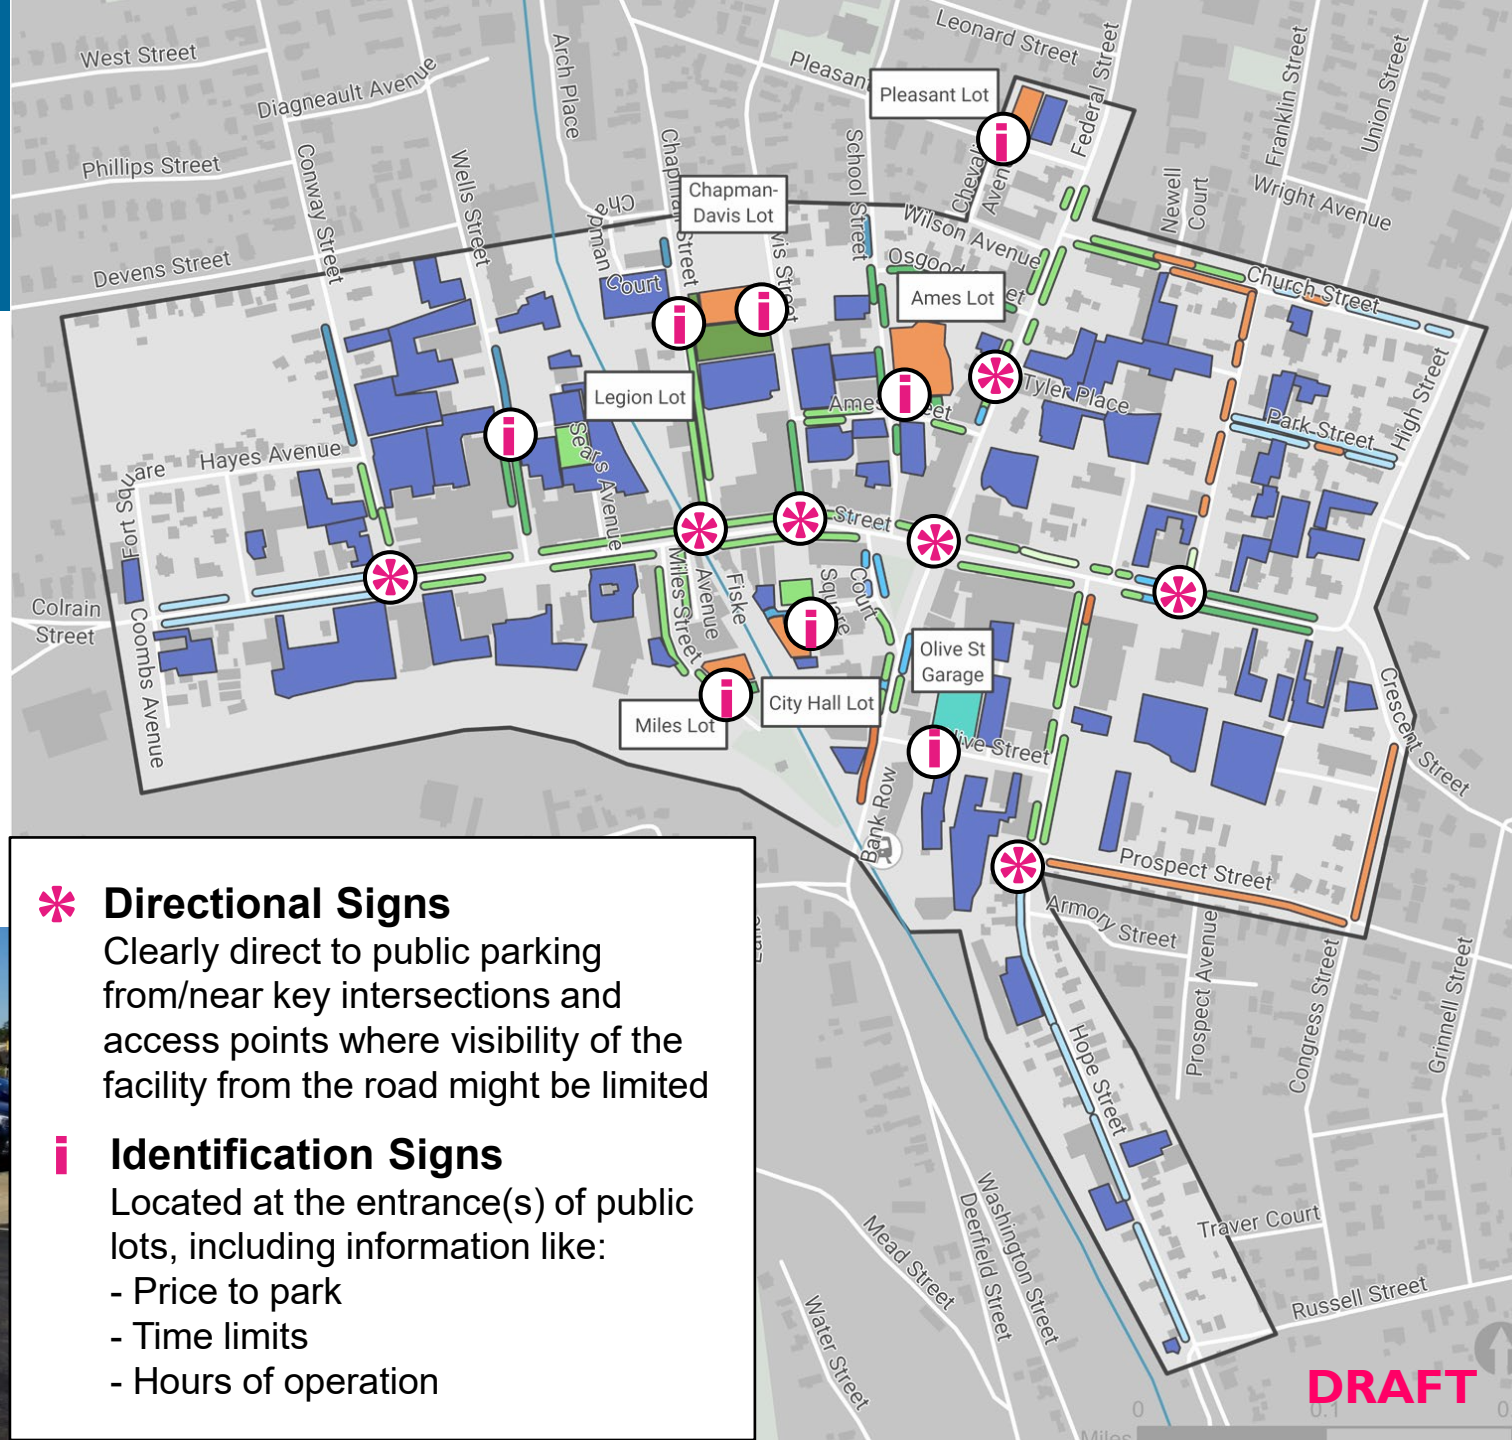 West Street
Diagneault Avenue
Phillips Street
Devens Street
Conway Street
Wells Street
Arch Place
Chapman Court
Street
School Street
Leonard Street
Pleasant Lot
Federal Street
Franklin Street
Union Street
Newell Court
Wright Avenue
Wilson Avenue
Chapman-
Davis Lot
Ames Lot
Church Street
Legion Lot
Tyler Place
Park Street
High Street
Hayes Avenue
Fort Square
Sears Avenue
Street
Colrain
Street
Coombs Avenue
Miles Street
Avenue
Fiske
Court
Square
Olive St
Garage
City Hall Lot
Miles Lot
Bank Row
Crescent Street
Prospect Street
Armory Street
Prospect Avenue
Congress Street
Grinnell Street
Hope Street
Traver Court
Russell Street
Washington Street
Deerfield Street
Mead Street
Water Street
Directional Signs
Clearly direct to public parking
from/near key intersections and
access points where visibility of the
facility from the road might be limited
i Identification Signs
Located at the entrance(s) of public
lots, including information like:
- Price to park
- Time limits
- Hours of operation
DRAFT
0 0.1
Miles